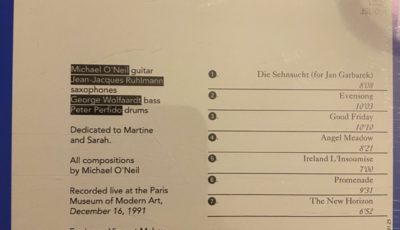 Michael O'Neil guitar
Jean-Jacques Ruhlmann
saxophones
George Wolfaardt bass
Peter Perfido drums
Dedicated to Martine
and Sarah.
All compositions
by Michael O'Neil
Recorded live at the Paris
Museum of Modern Art,
December 16, 1991
1 Die Sehnsucht (for Jan Garbarek)
8'08
2 Evensong
10'03
3 Good Friday
10'10
4 Angel Meadow
8'21
5 Ireland L'Insoumise
7'00
6 Promenade
9'31
7 The New Horizon
6'52